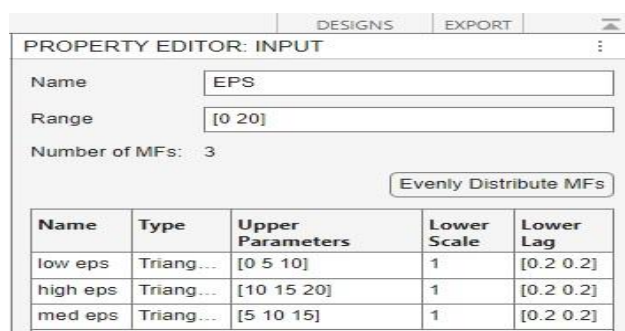 DESIGNS EXPORT
PROPERTY EDITOR: INPUT
Name EPS
Range [0 20]
Number of MFs: 3
Evenly Distribute MFs
Name Type Upper Parameters Lower Scale Lower Lag
low eps Triang... [0 5 10] 1 [0.2 0.2]
high eps Triang... [10 15 20] 1 [0.2 0.2]
med eps Triang... [5 10 15] 1 [0.2 0.2]